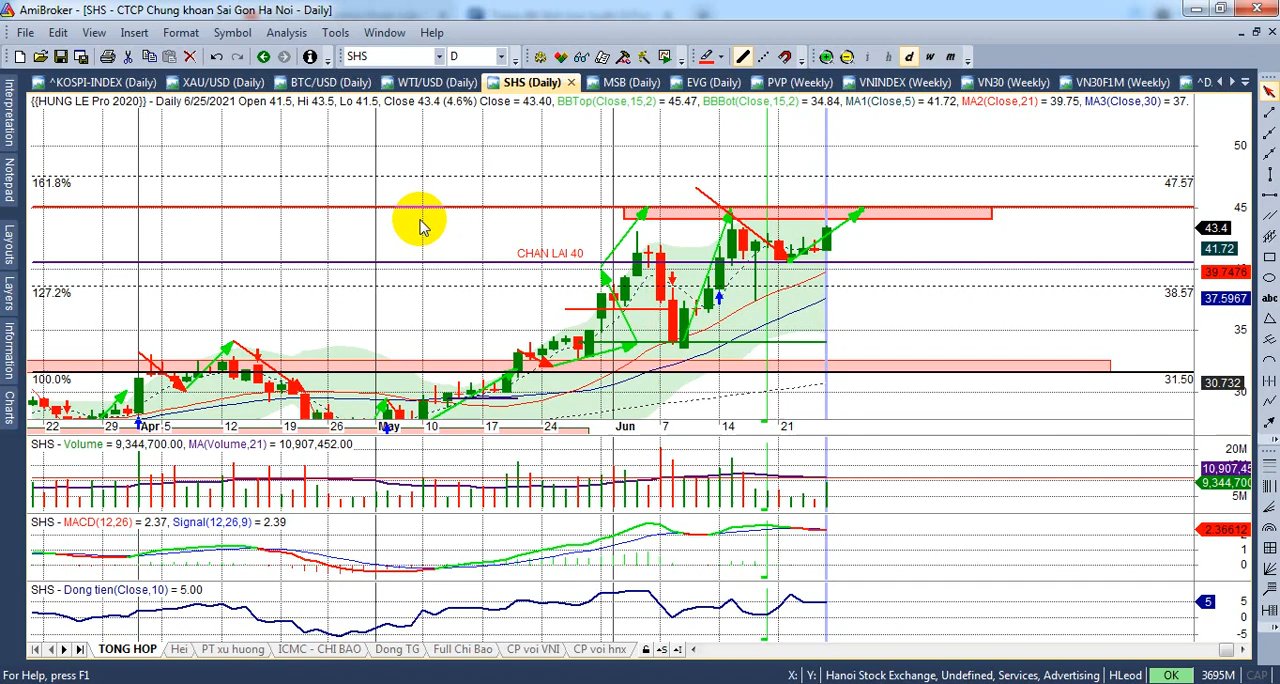 AmiBroker - [SHS - CTCP Chung khoan Sai Gon Ha Noi - Daily]
File Edit View Insert Format Symbol Analysis Tools Window Help
SHS D i h d w m
^KOSPI-INDEX (Daily) XAU/USD (Daily) BTC/USD (Daily) WTI/USD (Daily) SHS (Daily) MSB (Daily) EVG (Daily) PVP (Weekly) VNINDEX (Weekly) VN30 (Weekly) VN30F1M (Weekly) ^D
{{HUNG LE Pro 2020}} - Daily 6/25/2021 Open 41.5, Hi 43.5, Lo 41.5, Close 43.4 (4.6%) Close = 43.40, BBTop(Close,15,2) = 45.47, BBBot(Close,15,2) = 34.84, MA1(Close,5) = 41.72, MA2(Close,21) = 39.75, MA3(Close,30) = 37.
Interpretation
Notepad
Layouts
Layers
Information
Charts
abc
50
161.8% 47.57
45
43.4
CHAN LAI 40 41.72
39.7476
127.2% 38.57
37.5967
35
100.0% 31.50
30.732
30
22 29 Apr 5 12 19 26 May 10 17 24 Jun 7 14 21
SHS - Volume = 9,344,700.00, MA(Volume,21) = 10,907,452.00
20M
10,907,45
9,344,700
5M
SHS - MACD(12,26) = 2.37, Signal(12,26,9) = 2.39
2.36612
1
0
SHS - Dong tien(Close,10) = 5.00
5
5
0
-5
TONG HOP Hei PT xu huong ICMC - CHI BAO Dong TG Full Chi Bao CP voi VNI CP voi hnx
For Help, press F1 X: Y: Hanoi Stock Exchange, Undefined, Services, Advertising HLeod OK 3695M CAP